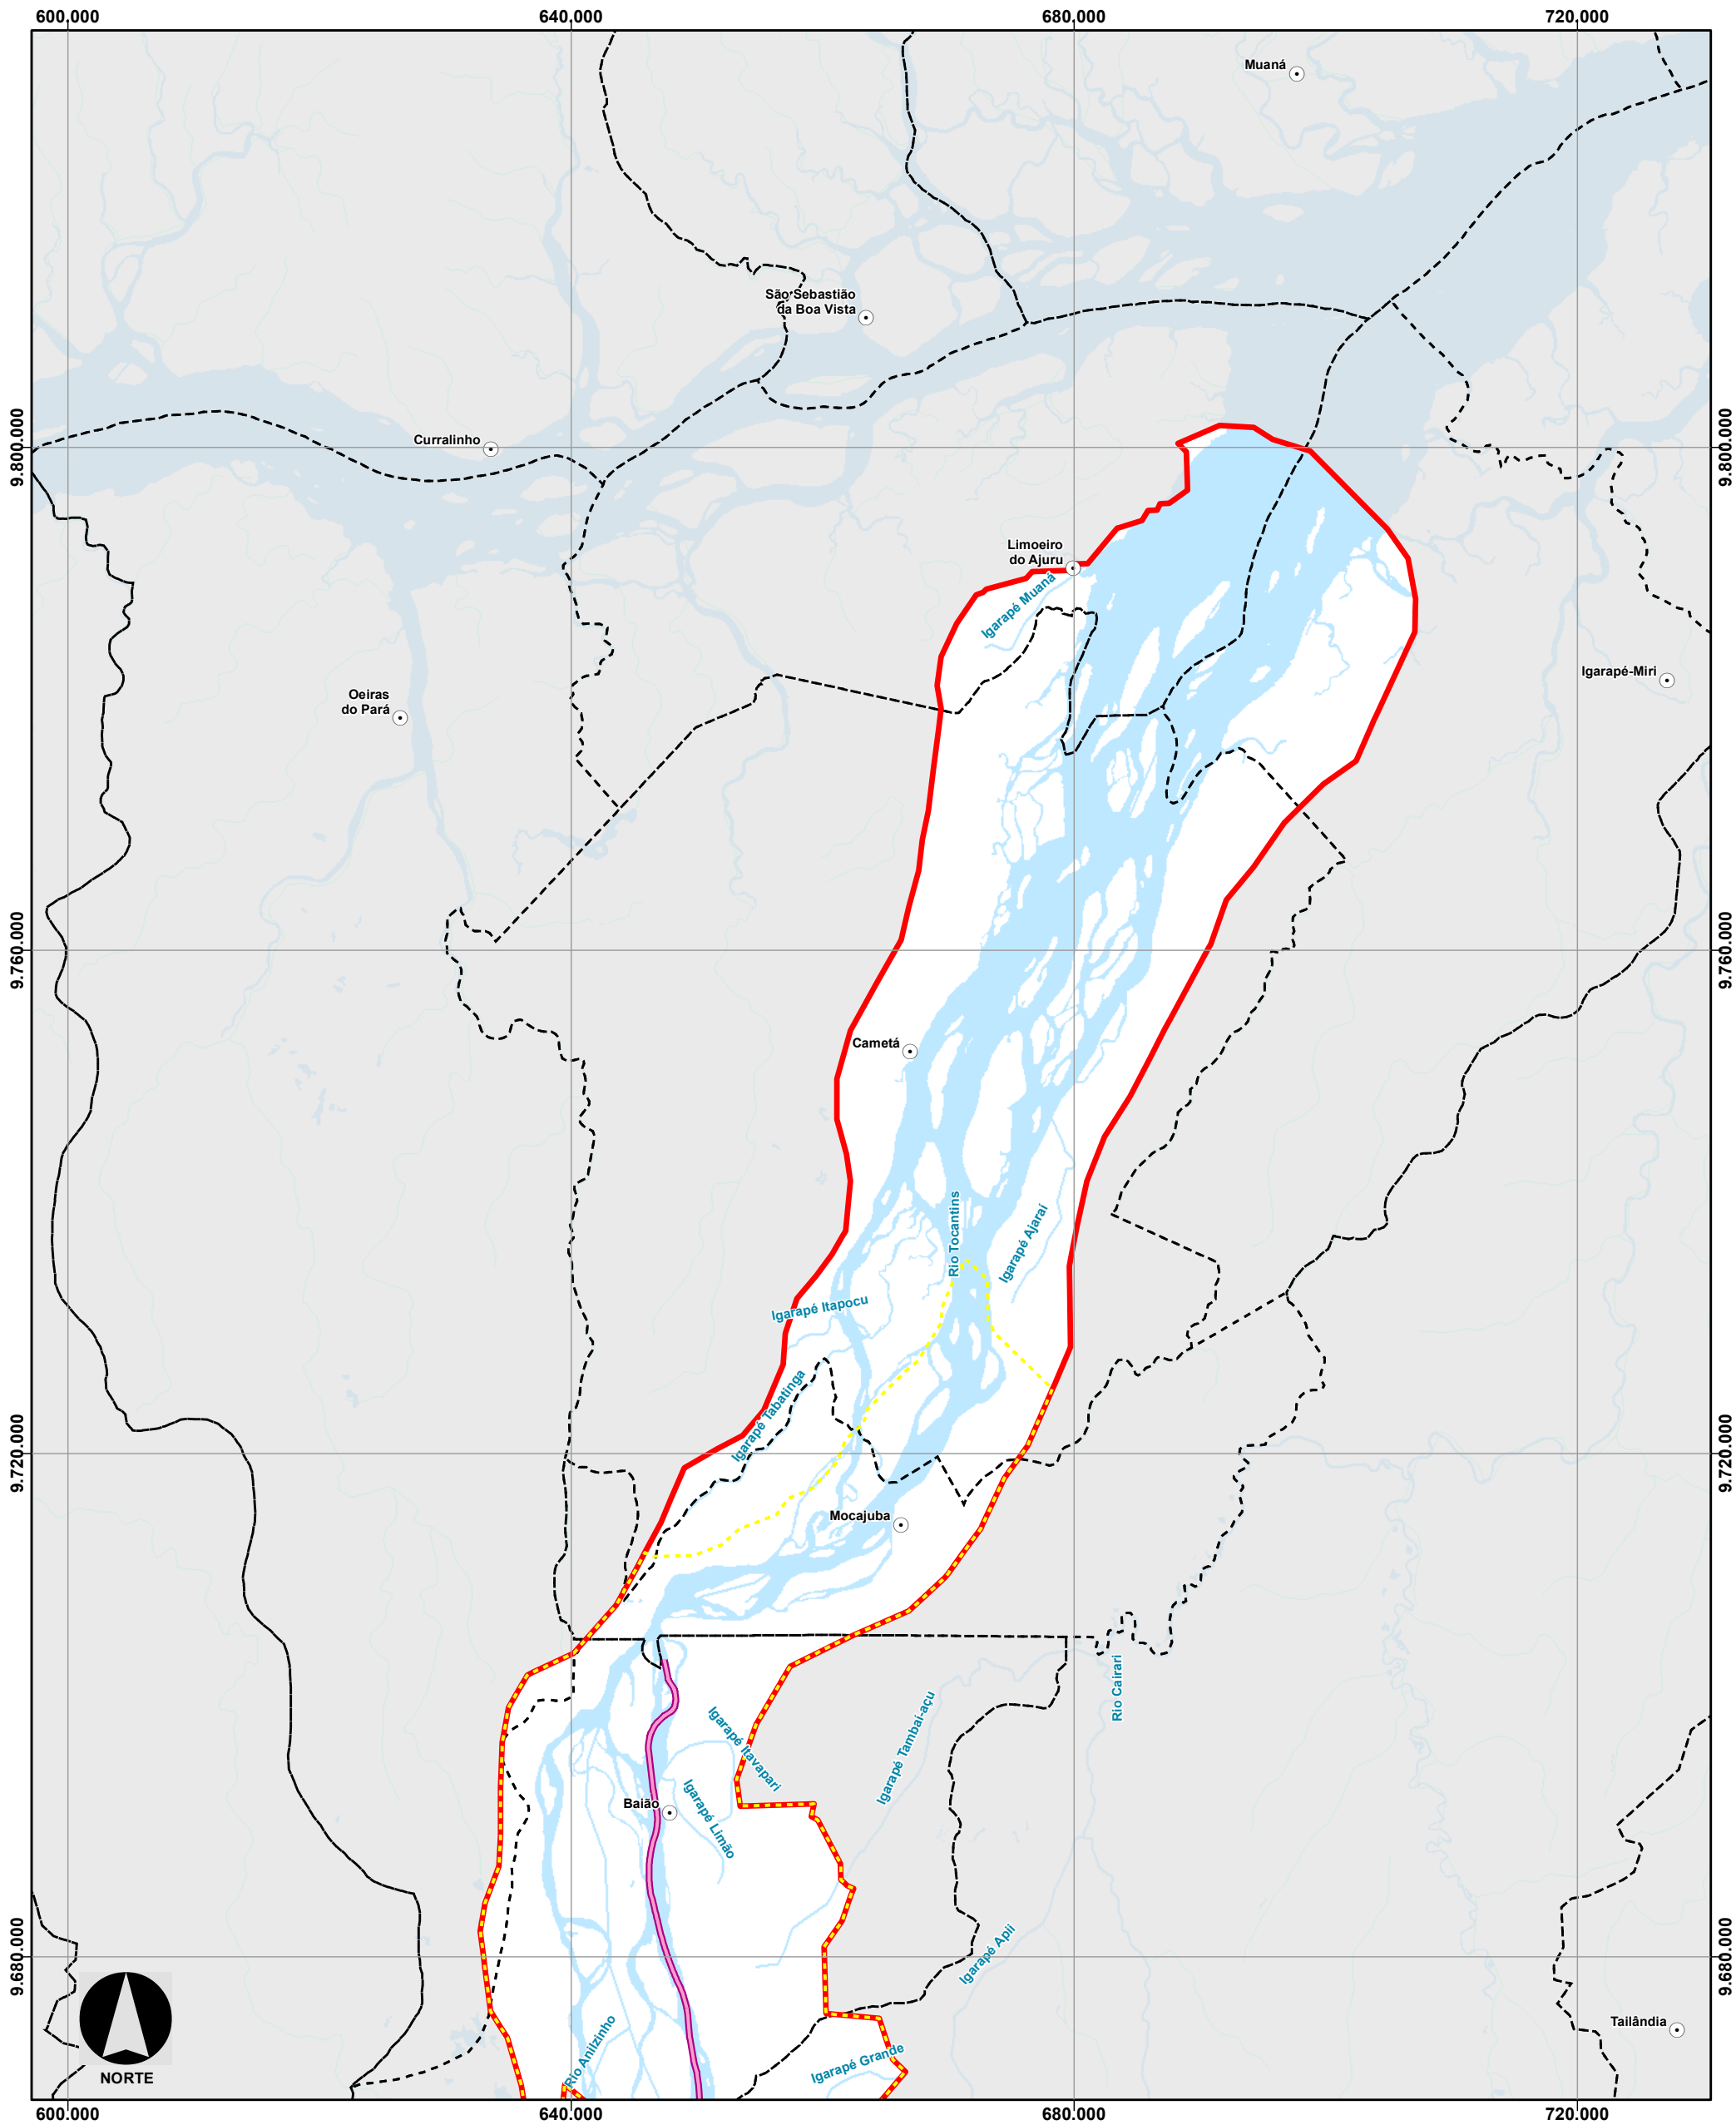 600.000
640.000
680.000
720.000
Muaná
São Sebastião
da Boa Vista
Curralinho
9.800.000
9.800.000
Limoeiro
do Ajuru
Igarapé Muaná
Igarapé-Miri
Oeiras
do Pará
9.760.000
9.760.000
Cametá
Rio Tocantins
Igarapé Ajaraí
Igarapé Itapocu
Igarapé Tabatinga
9.720.000
9.720.000
Mocajuba
Rio Cairari
Igarapé Tambaí-açu
Igarapé Itavapari
Igarapé Limão
Baião
Igarapé Apii
9.680.000
9.680.000
Tailândia
Rio Anilzinho
Igarapé Grande
NORTE
600.000
640.000
680.000
720.000